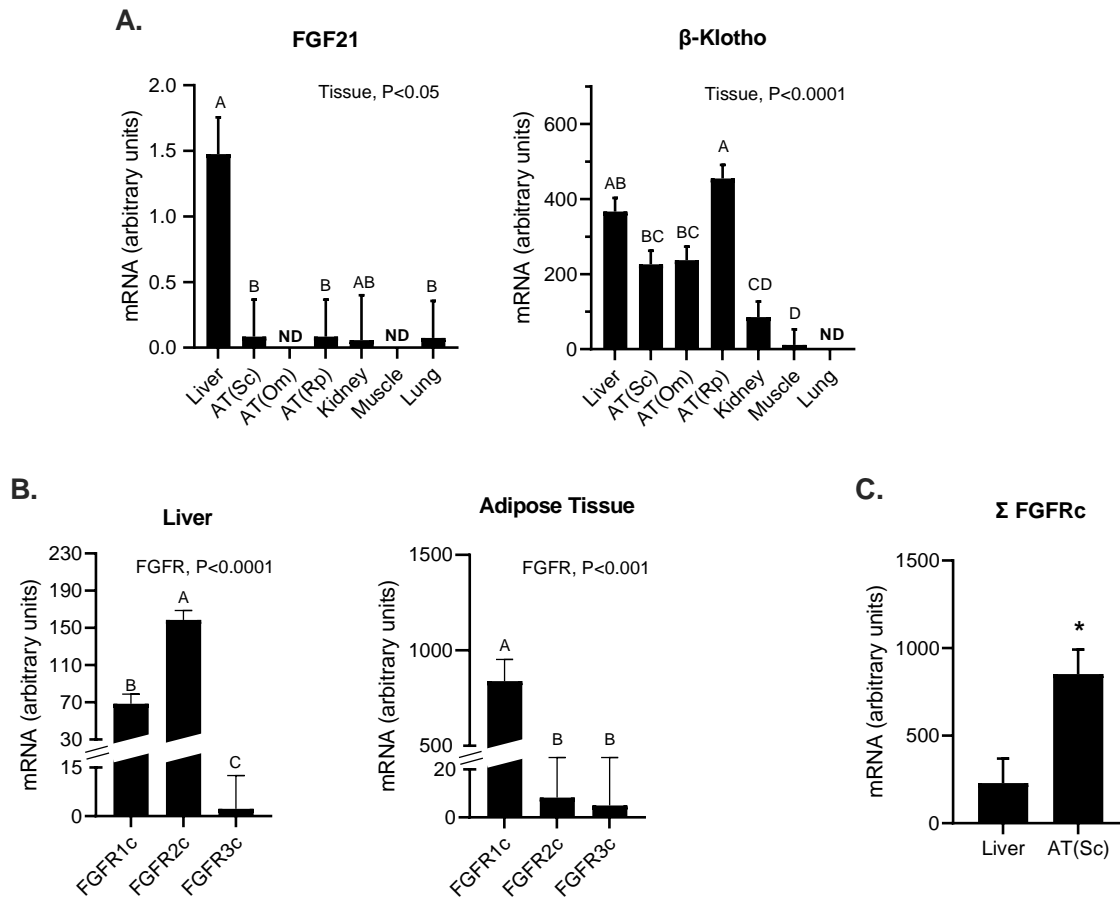 A.
FGF21
Tissue, P<0.05
mRNA (arbitrary units)
2.0
1.5
1.0
0.5
0.0
A
B
ND
B
AB
ND
B
Liver
AT(Sc)
AT(Om)
AT(Rp)
Kidney
Muscle
Lung
β-Klotho
Tissue, P<0.0001
mRNA (arbitrary units)
600
400
200
0
AB
BC
BC
A
CD
D
ND
Liver
AT(Sc)
AT(Om)
AT(Rp)
Kidney
Muscle
Lung
B.
Liver
FGFR, P<0.0001
mRNA (arbitrary units)
230
190
150
110
70
30
15
0
B
A
C
FGFR1c
FGFR2c
FGFR3c
Adipose Tissue
FGFR, P<0.001
mRNA (arbitrary units)
1500
1000
500
20
0
A
B
B
FGFR1c
FGFR2c
FGFR3c
C.
Σ FGFRc
mRNA (arbitrary units)
1500
1000
500
0
*
Liver
AT(Sc)